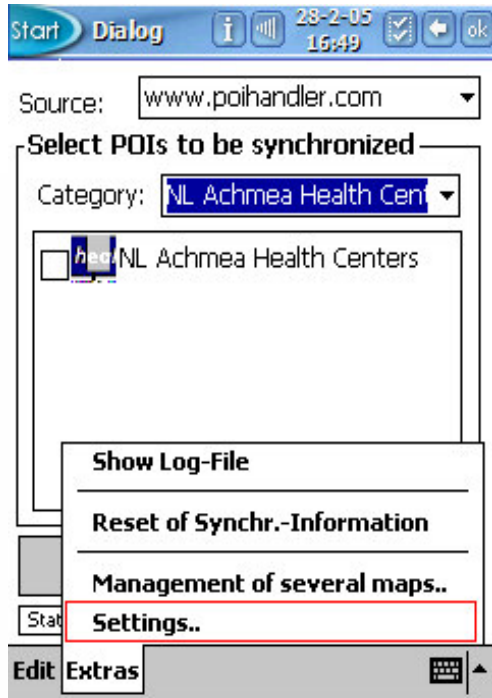 Start Dialog 28-2-05 16:49 ok
Source: www.poihandler.com
Select POIs to be synchronized
Category: NL Achmea Health Cent
NL Achmea Health Centers
Show Log-File
Reset of Synchr.-Information
Management of several maps..
Stat Settings..
Edit Extras